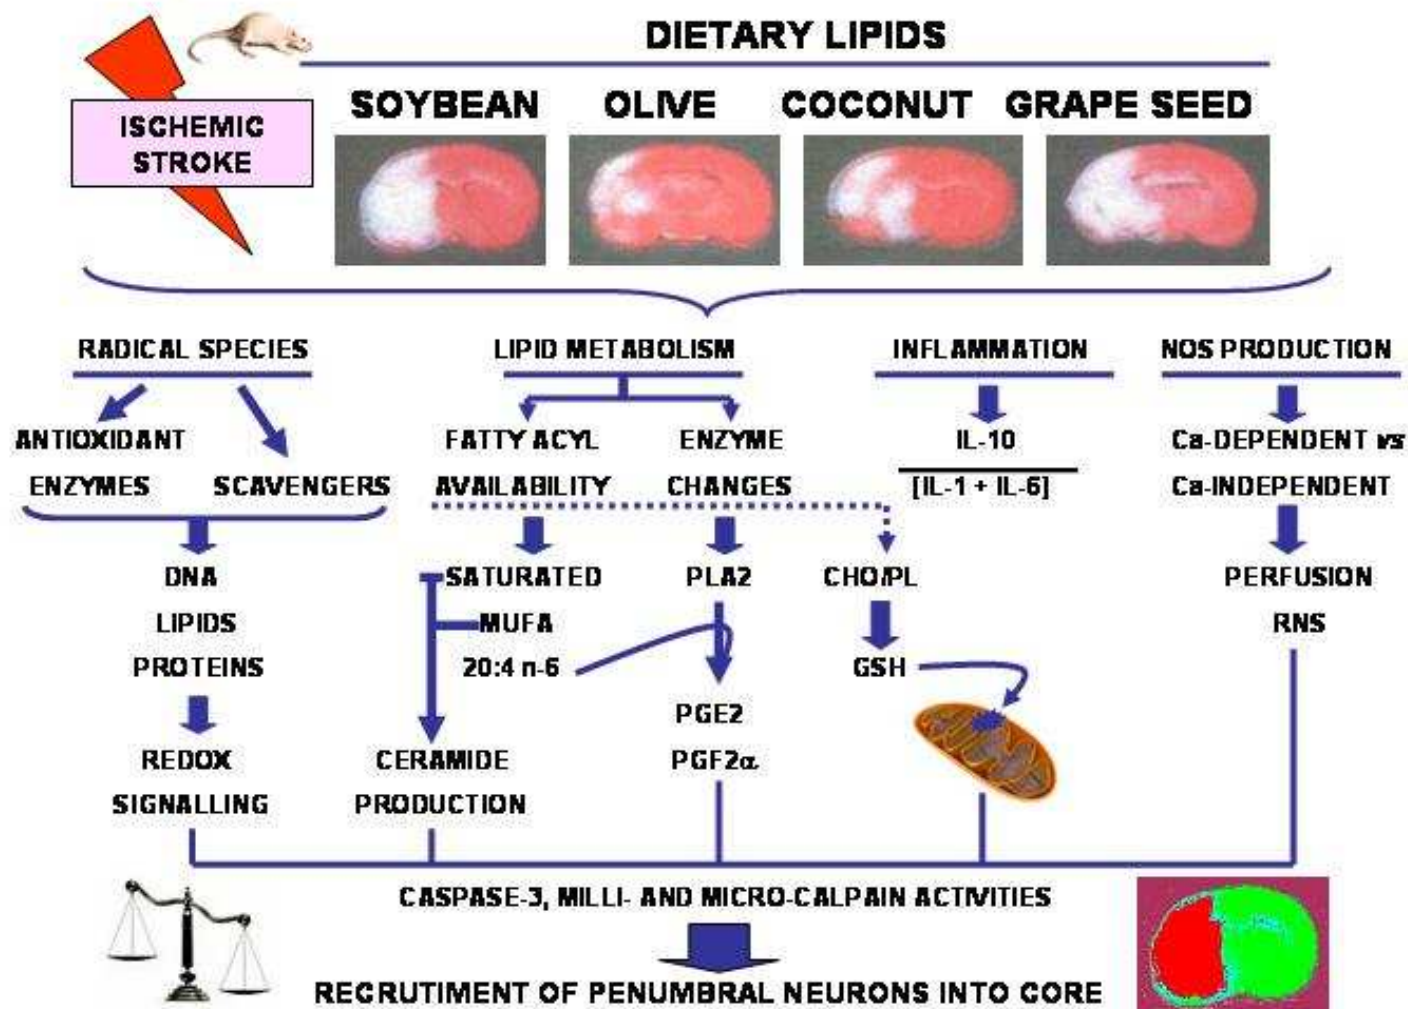 DIETARY LIPIDS
ISCHEMIC
STROKE
SOYBEAN OLIVE COCONUT GRAPE SEED
RADICAL SPECIES LIPID METABOLISM INFLAMMATION NOS PRODUCTION
ANTIOXIDANT FATTY ACYL ENZYME IL-10 Ca-DEPENDENT vs
ENZYMES SCAVENGERS AVAILABILITY CHANGES [IL-1 + IL-6] Ca-INDEPENDENT
DNA SATURATED PLA2 CHO/PL PERFUSION
LIPIDS MUFA RNS
PROTEINS 20:4 n-6 GSH
PGE2
REDOX CERAMIDE PGF2α
SIGNALLING PRODUCTION
CASPASE-3, MILLI- AND MICRO-CALPAIN ACTIVITIES
RECRUTIMENT OF PENUMBRAL NEURONS INTO CORE